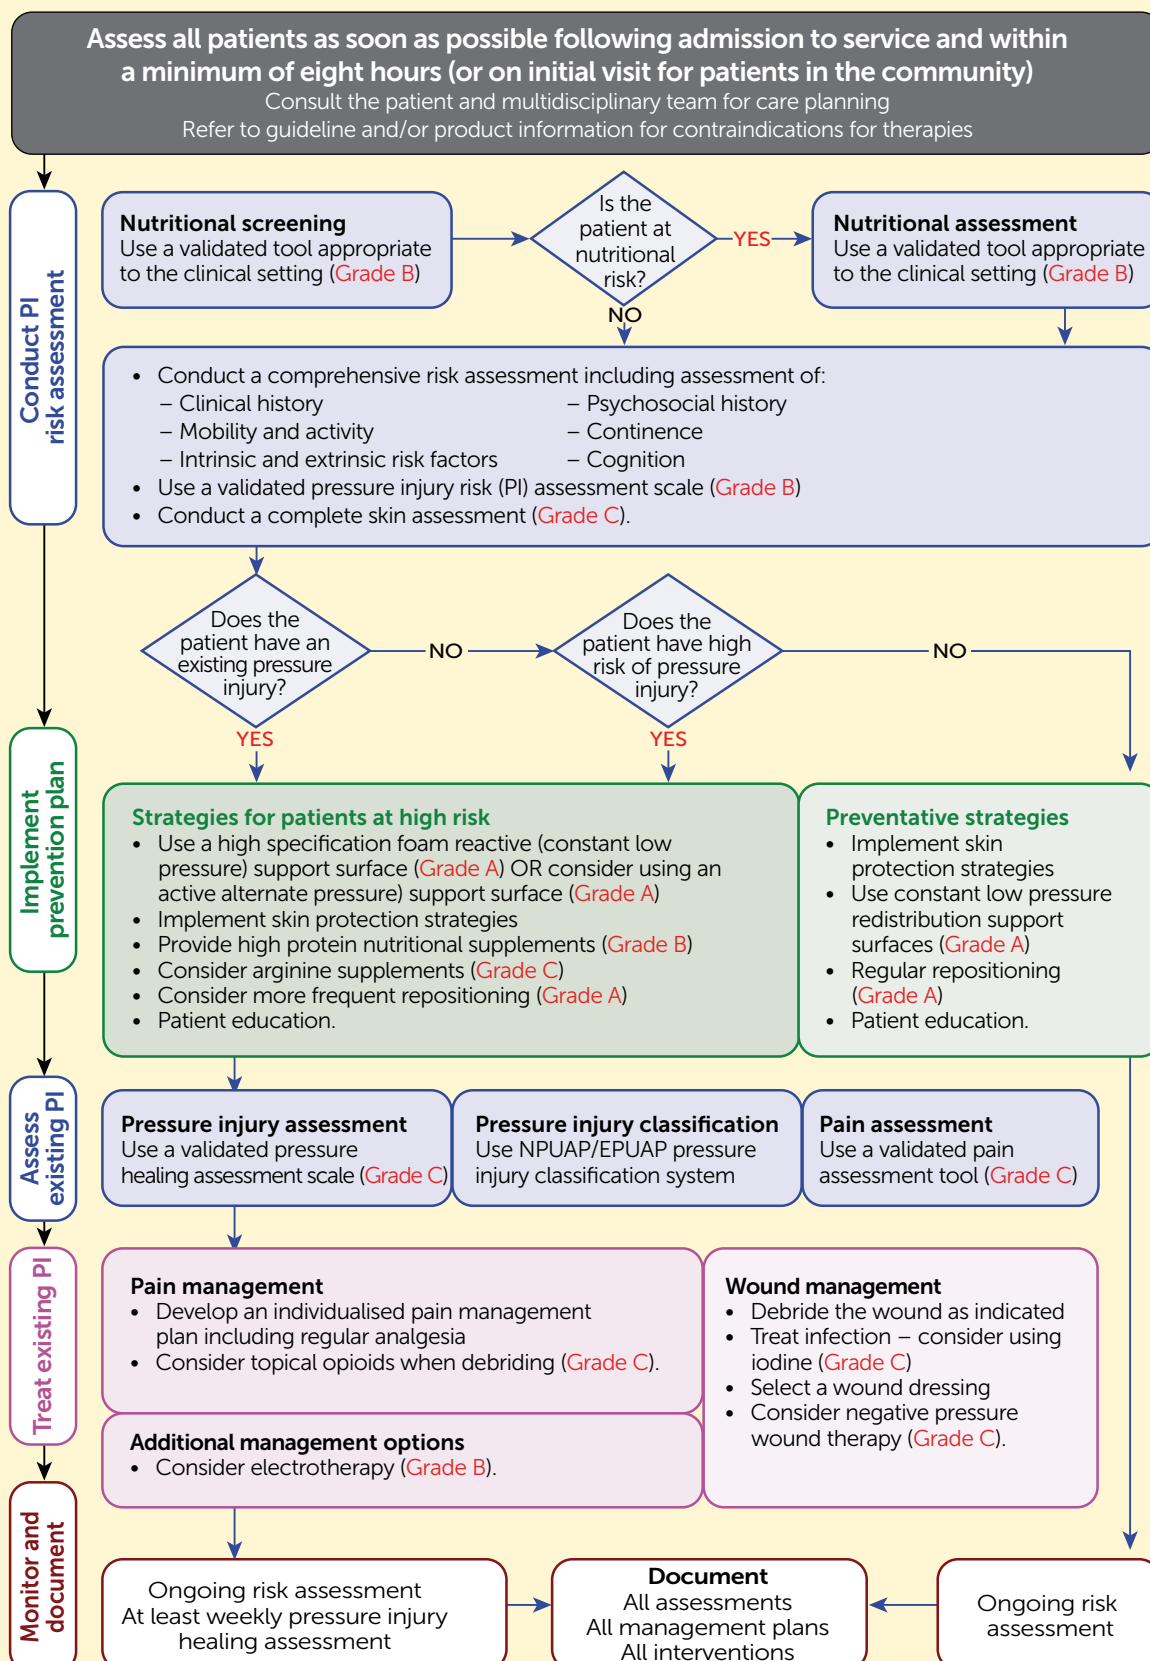 Assess all patients as soon as possible following admission to service and within
a minimum of eight hours (or on initial visit for patients in the community)
Consult the patient and multidisciplinary team for care planning
Refer to guideline and/or product information for contraindications for therapies
Conduct PI
risk assessment
Nutritional screening
Use a validated tool appropriate
to the clinical setting (Grade B)
Is the
patient at
nutritional
risk?
YES
NO
Nutritional assessment
Use a validated tool appropriate
to the clinical setting (Grade B)
• Conduct a comprehensive risk assessment including assessment of:
– Clinical history
– Mobility and activity
– Intrinsic and extrinsic risk factors
– Psychosocial history
– Continence
– Cognition
• Use a validated pressure injury risk (PI) assessment scale (Grade B)
• Conduct a complete skin assessment (Grade C).
Does the
patient have an
existing pressure
injury?
NO
YES
Does the
patient have high
risk of pressure
injury?
NO
YES
Implement
prevention plan
Strategies for patients at high risk
• Use a high specification foam reactive (constant low
pressure) support surface (Grade A) OR consider using an
active alternate pressure) support surface (Grade A)
• Implement skin protection strategies
• Provide high protein nutritional supplements (Grade B)
• Consider arginine supplements (Grade C)
• Consider more frequent repositioning (Grade A)
• Patient education.
Preventative strategies
• Implement skin
protection strategies
• Use constant low pressure
redistribution support
surfaces (Grade A)
• Regular repositioning
(Grade A)
• Patient education.
Assess
existing PI
Pressure injury assessment
Use a validated pressure
healing assessment scale (Grade C)
Pressure injury classification
Use NPUAP/EPUAP pressure
injury classification system
Pain assessment
Use a validated pain
assessment tool (Grade C)
Treat existing PI
Pain management
• Develop an individualised pain management
plan including regular analgesia
• Consider topical opioids when debriding (Grade C).
Additional management options
• Consider electrotherapy (Grade B).
Wound management
• Debride the wound as indicated
• Treat infection – consider using
iodine (Grade C)
• Select a wound dressing
• Consider negative pressure
wound therapy (Grade C).
Monitor and
document
Ongoing risk assessment
At least weekly pressure injury
healing assessment
Document
All assessments
All management plans
All interventions
Ongoing risk
assessment